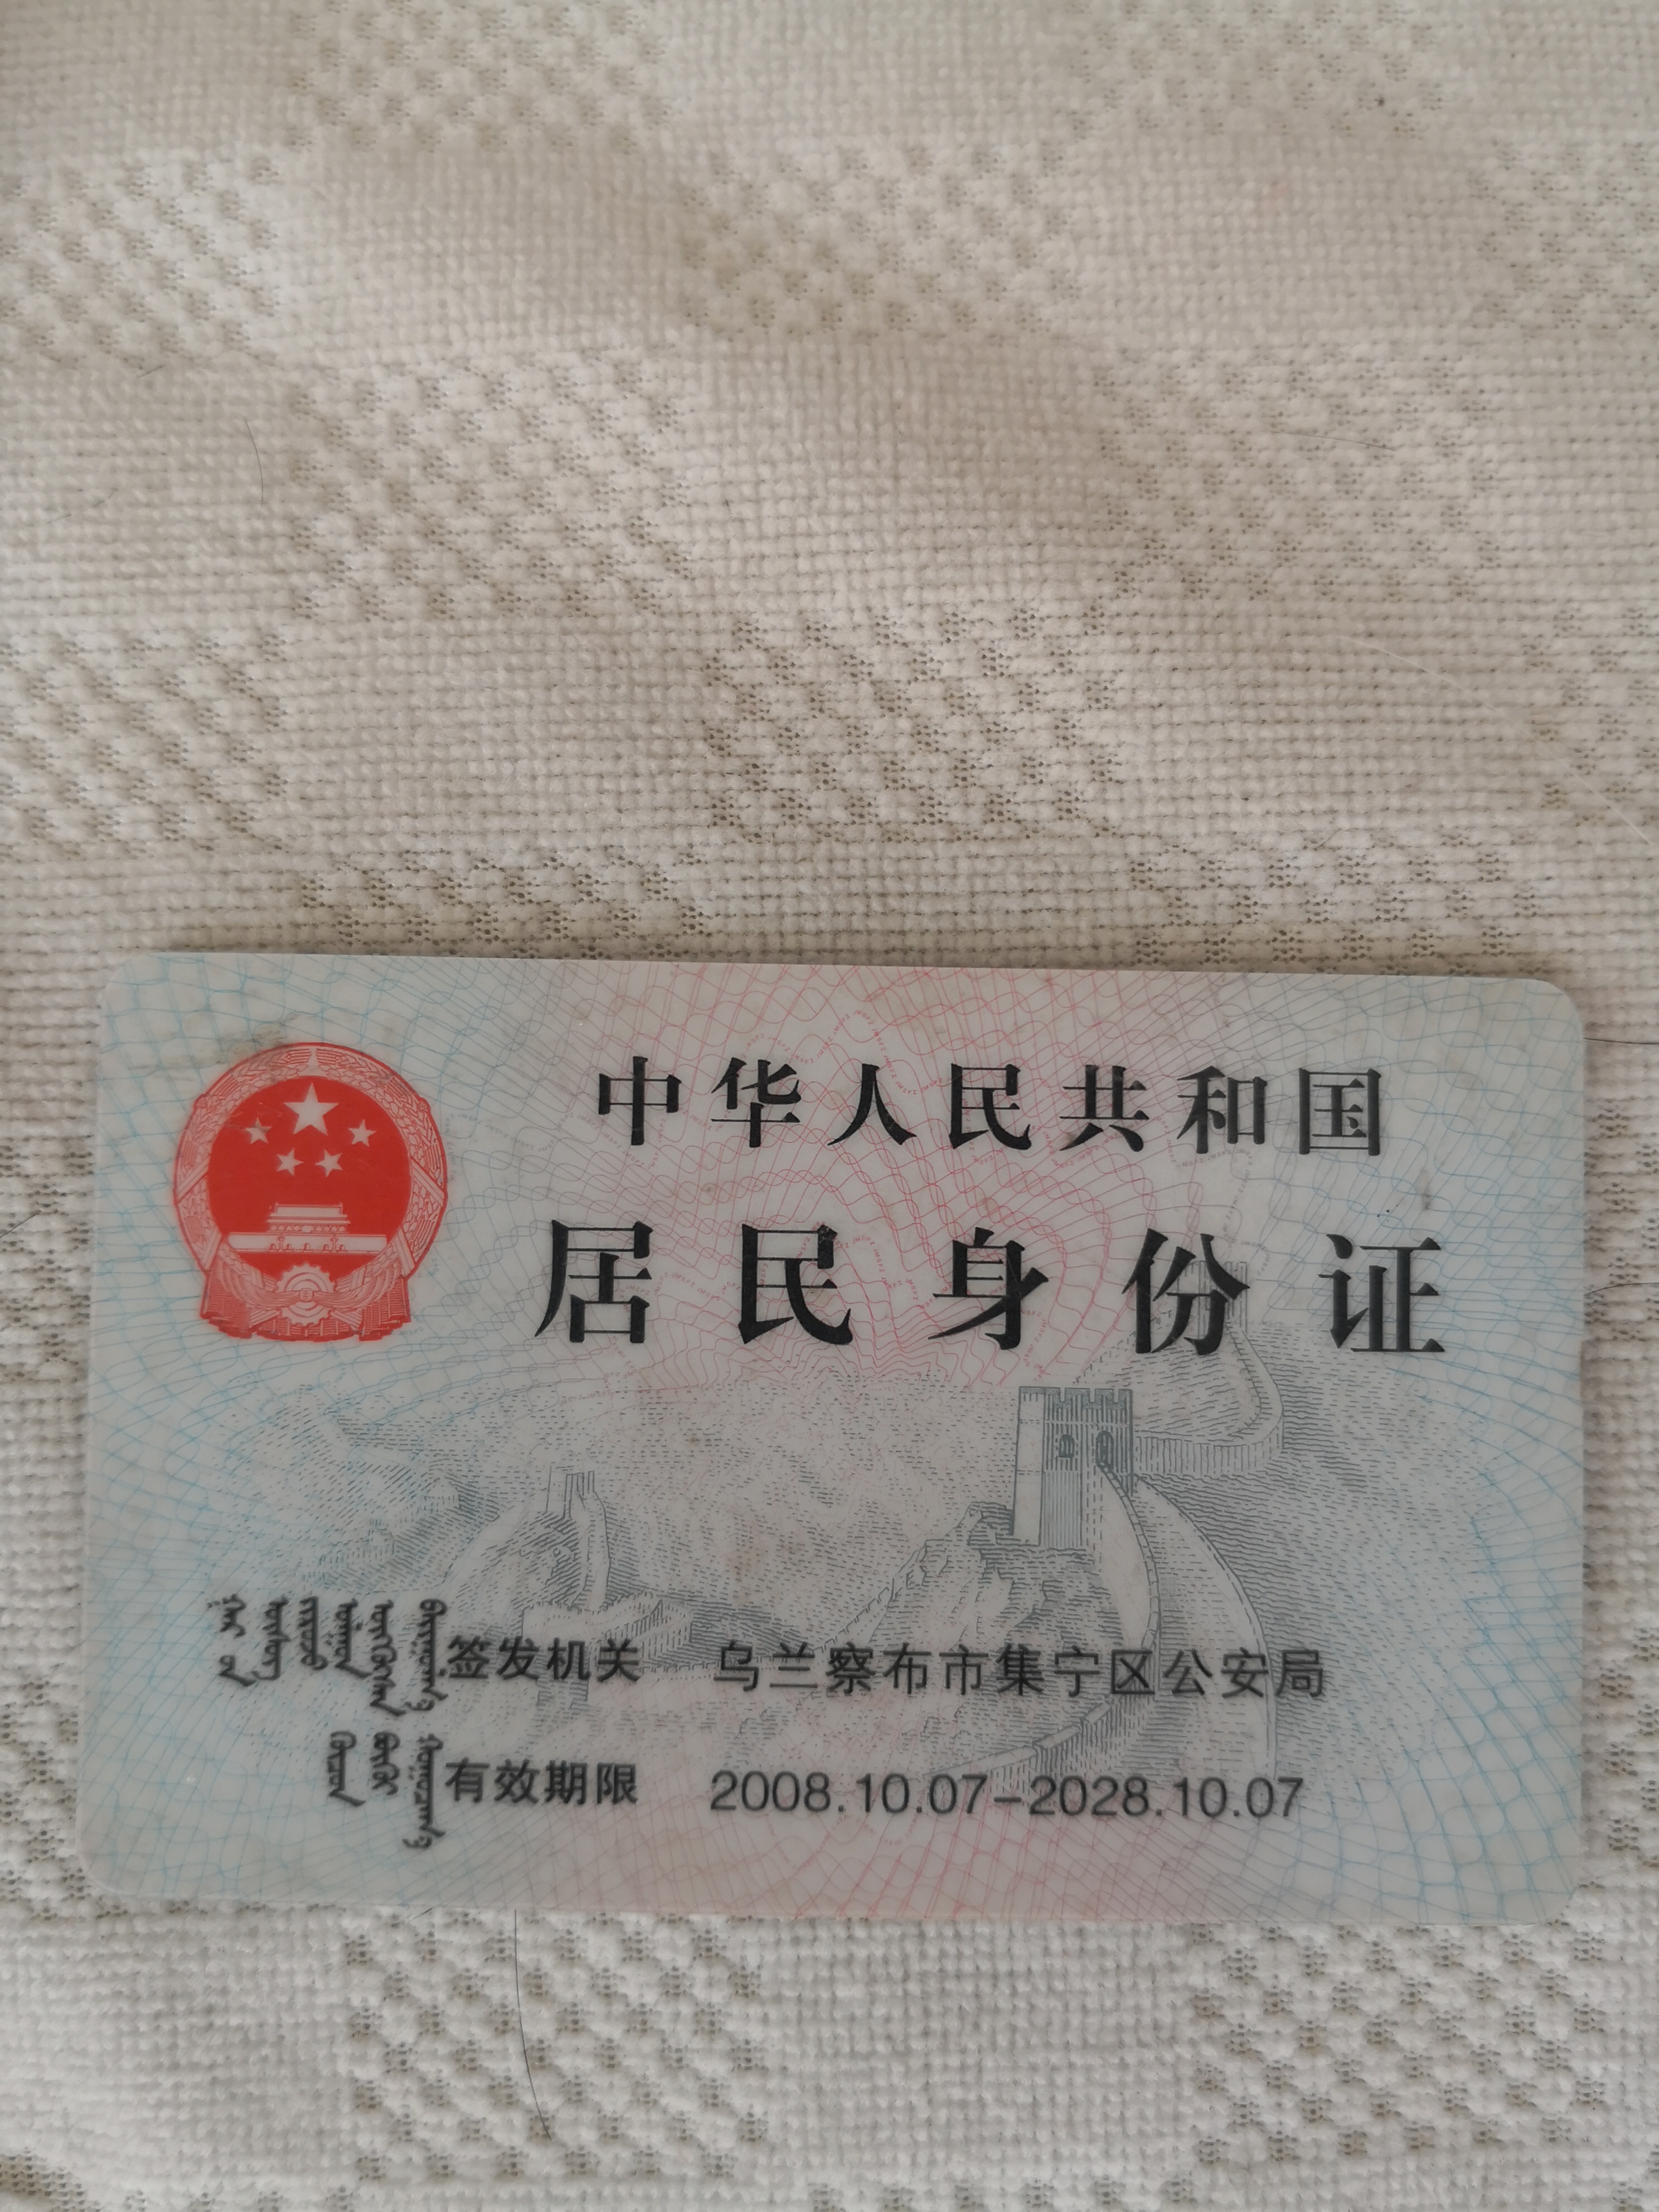 中华人民共和国
居民身份证
签发机关 乌兰察布市集宁区公安局
有效期限 2008.10.07-2028.10.07